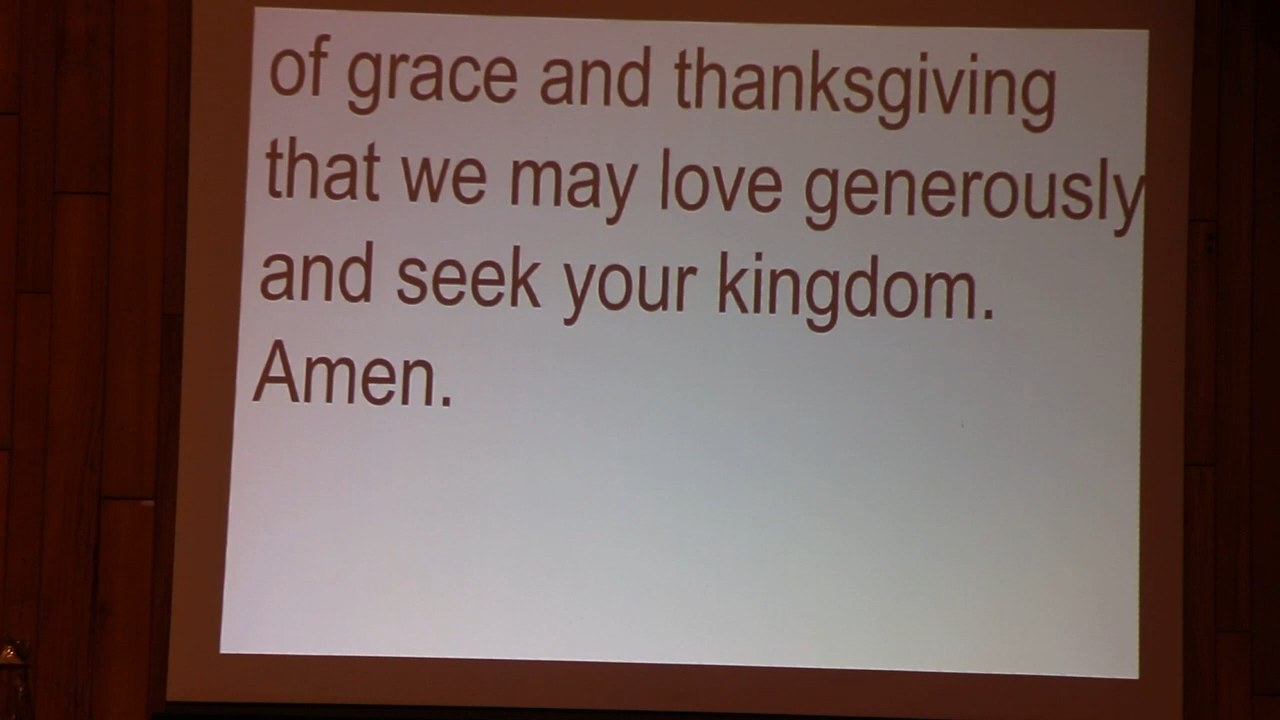 of grace and thanksgiving
that we may love generously
and seek your kingdom.
Amen.